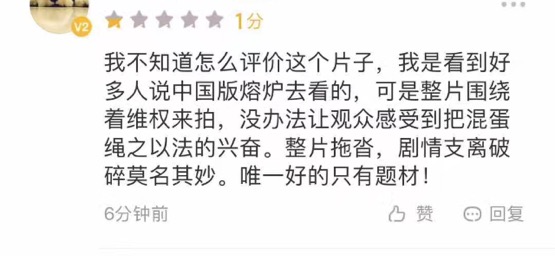 V2
1分
我不知道怎么评价这个片子，我是看到好
多人说中国版熔炉去看的，可是整片围绕
着维权来拍，没办法让观众感受到把混蛋
绳之以法的兴奋。整片拖沓，剧情支离破
碎莫名其妙。唯一好的只有题材！
6分钟前 赞 回复